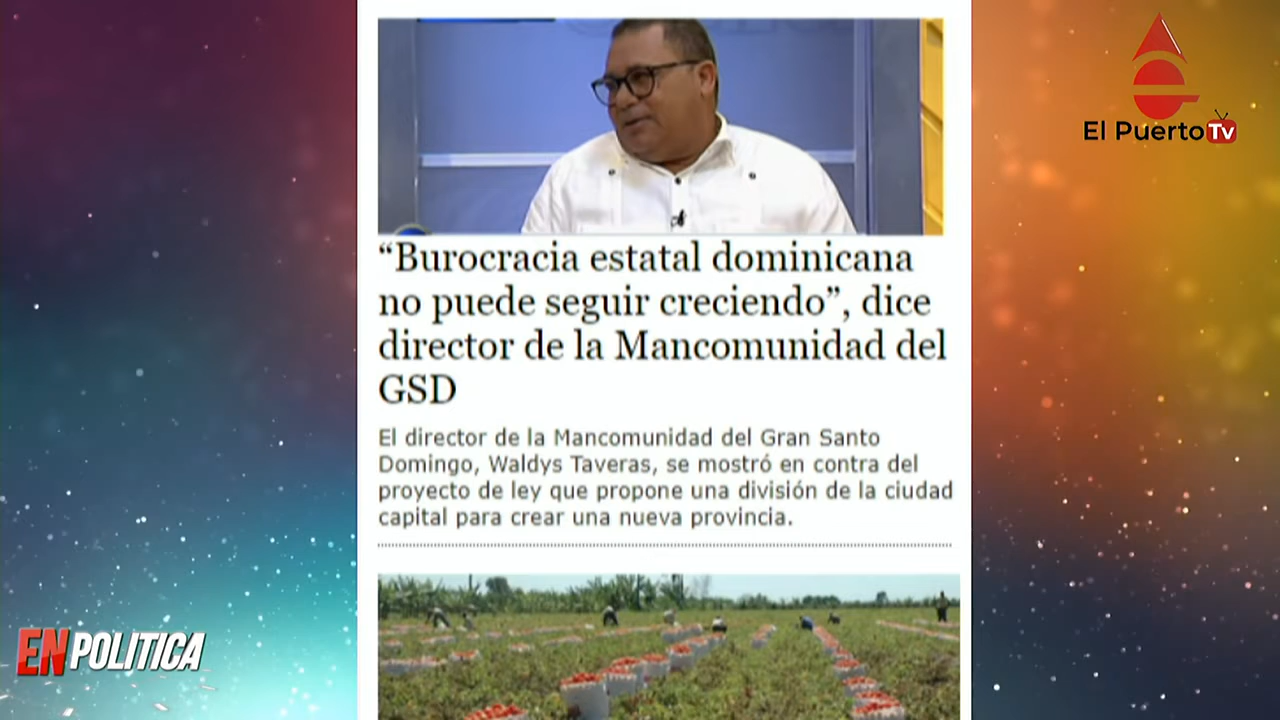 El Puerto Tv
“Burocracia estatal dominicana
no puede seguir creciendo”, dice
director de la Mancomunidad del
GSD
El director de la Mancomunidad del Gran Santo
Domingo, Waldys Taveras, se mostró en contra del
proyecto de ley que propone una división de la ciudad
capital para crear una nueva provincia.
EN POLITICA